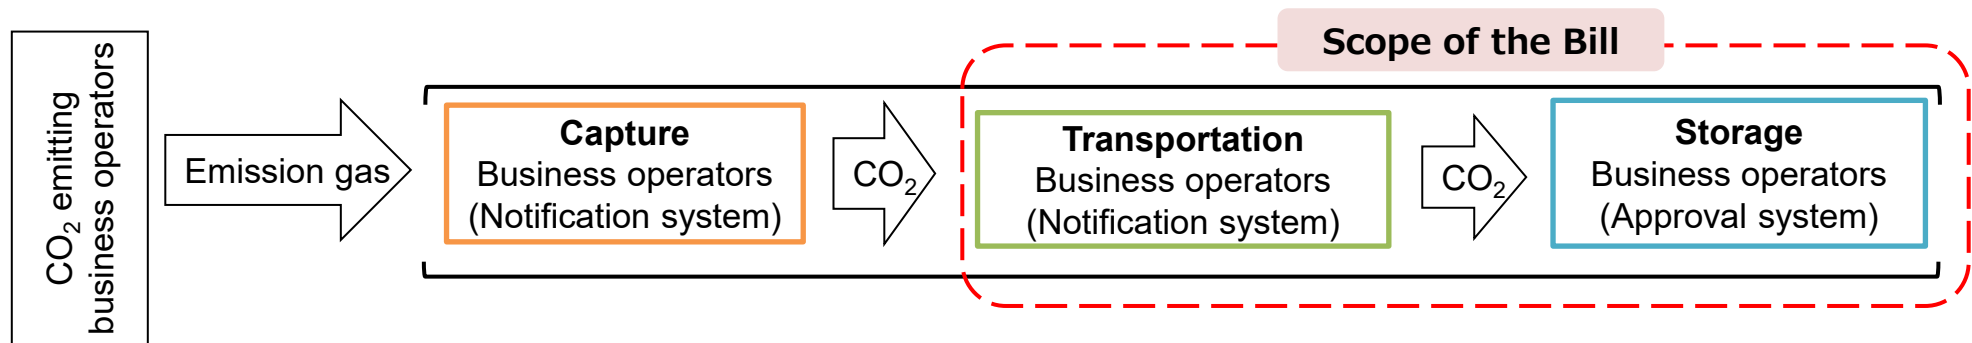 Scope of the Bill
CO₂ emitting
business operators
Emission gas
Capture
Business operators
(Notification system)
CO₂
Transportation
Business operators
(Notification system)
CO₂
Storage
Business operators
(Approval system)